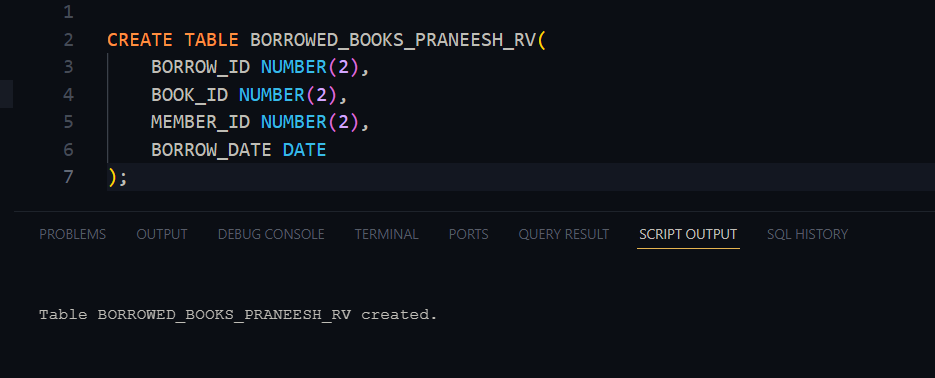 1
2 CREATE TABLE BORROWED_BOOKS_PRANEESH_RV(
3 BORROW_ID NUMBER(2),
4 BOOK_ID NUMBER(2),
5 MEMBER_ID NUMBER(2),
6 BORROW_DATE DATE
7 );
PROBLEMS OUTPUT DEBUG CONSOLE TERMINAL PORTS QUERY RESULT SCRIPT OUTPUT SQL HISTORY
Table BORROWED_BOOKS_PRANEESH_RV created.